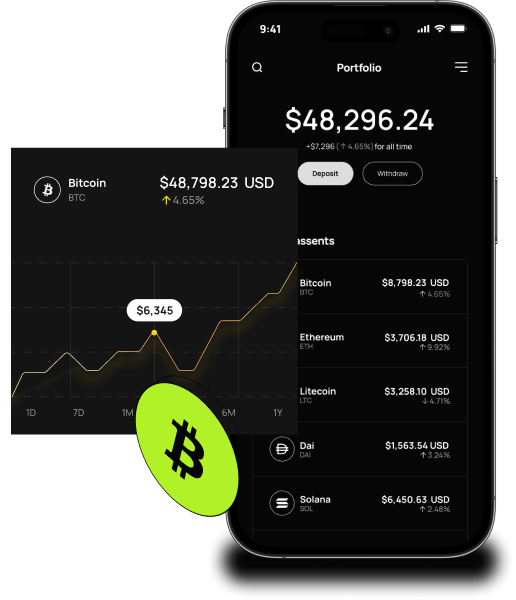 9:41
Portfolio
$48,296.24
+$7,296 (↑ 4.65%) for all time
Deposit
Withdraw
Bitcoin
BTC
$48,798.23 USD
↑ 4.65%
$6,345
1D
7D
1M
6M
1Y
assents
Bitcoin
BTC
$8,798.23 USD
↑ 4.65%
Ethereum
ETH
$3,706.18 USD
↑ 9.92%
Litecoin
LTC
$3,258.10 USD
↓ 4.71%
Dai
DAI
$1,563.54 USD
↑ 3.24%
Solana
SOL
$6,450.63 USD
↑ 2.48%